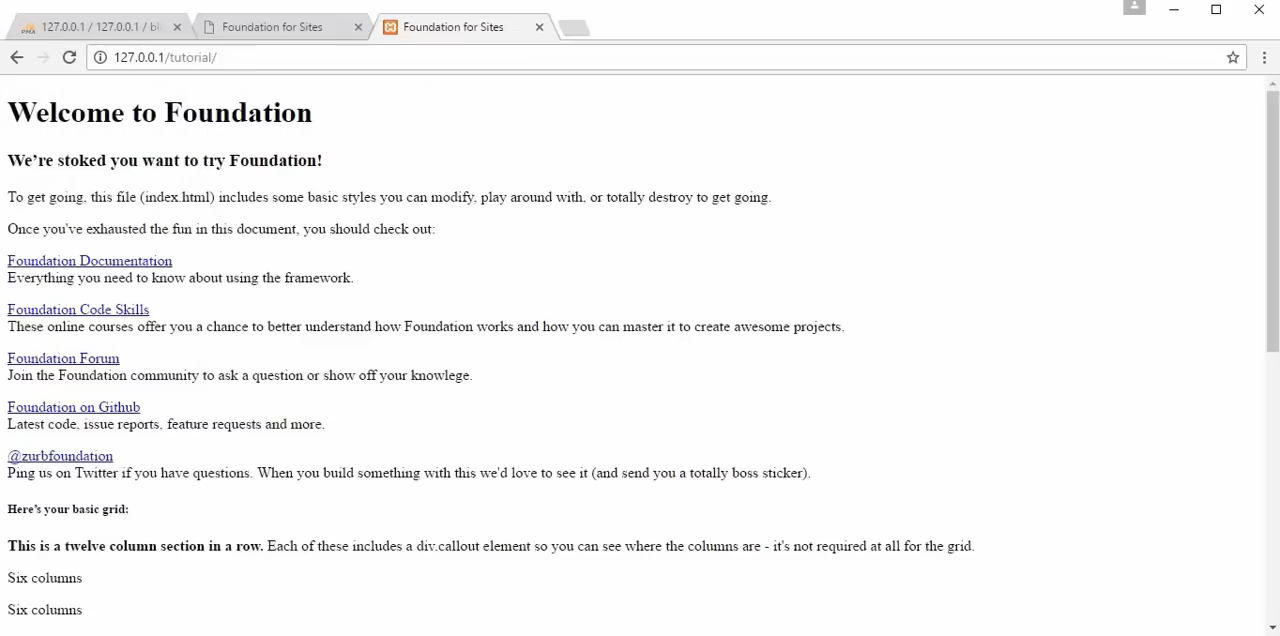 127.0.0.1 / 127.0.0.1 / bl
Foundation for Sites
Foundation for Sites
127.0.0.1/tutorial/
Welcome to Foundation
We’re stoked you want to try Foundation!
To get going, this file (index.html) includes some basic styles you can modify, play around with, or totally destroy to get going.
Once you've exhausted the fun in this document, you should check out:
Foundation Documentation
Everything you need to know about using the framework.
Foundation Code Skills
These online courses offer you a chance to better understand how Foundation works and how you can master it to create awesome projects.
Foundation Forum
Join the Foundation community to ask a question or show off your knowlege.
Foundation on Github
Latest code, issue reports, feature requests and more.
@zurbfoundation
Ping us on Twitter if you have questions. When you build something with this we'd love to see it (and send you a totally boss sticker).
Here’s your basic grid:
This is a twelve column section in a row. Each of these includes a div.callout element so you can see where the columns are - it's not required at all for the grid.
Six columns
Six columns